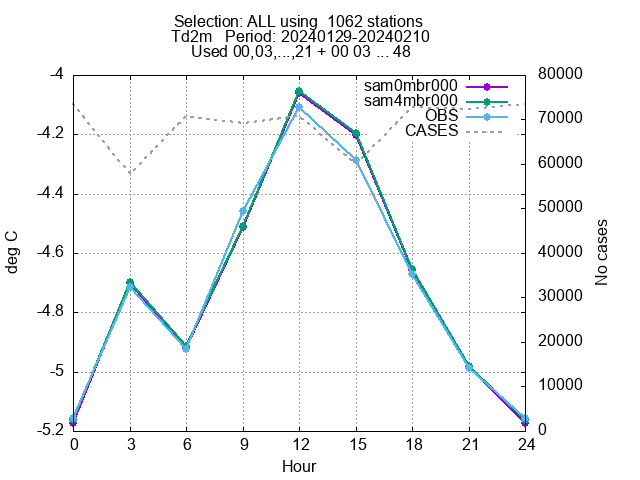 Selection: ALL using  1062 stations
Td2m   Period: 20240129-20240210
Used 00,03,...,21 + 00 03 ... 48
sam0mbr000
sam4mbr000
OBS
CASES
-4
-4.2
-4.4
-4.6
-4.8
-5
-5.2
deg C
80000
70000
60000
50000
40000
30000
20000
10000
0
No cases
0 3 6 9 12 15 18 21 24
Hour